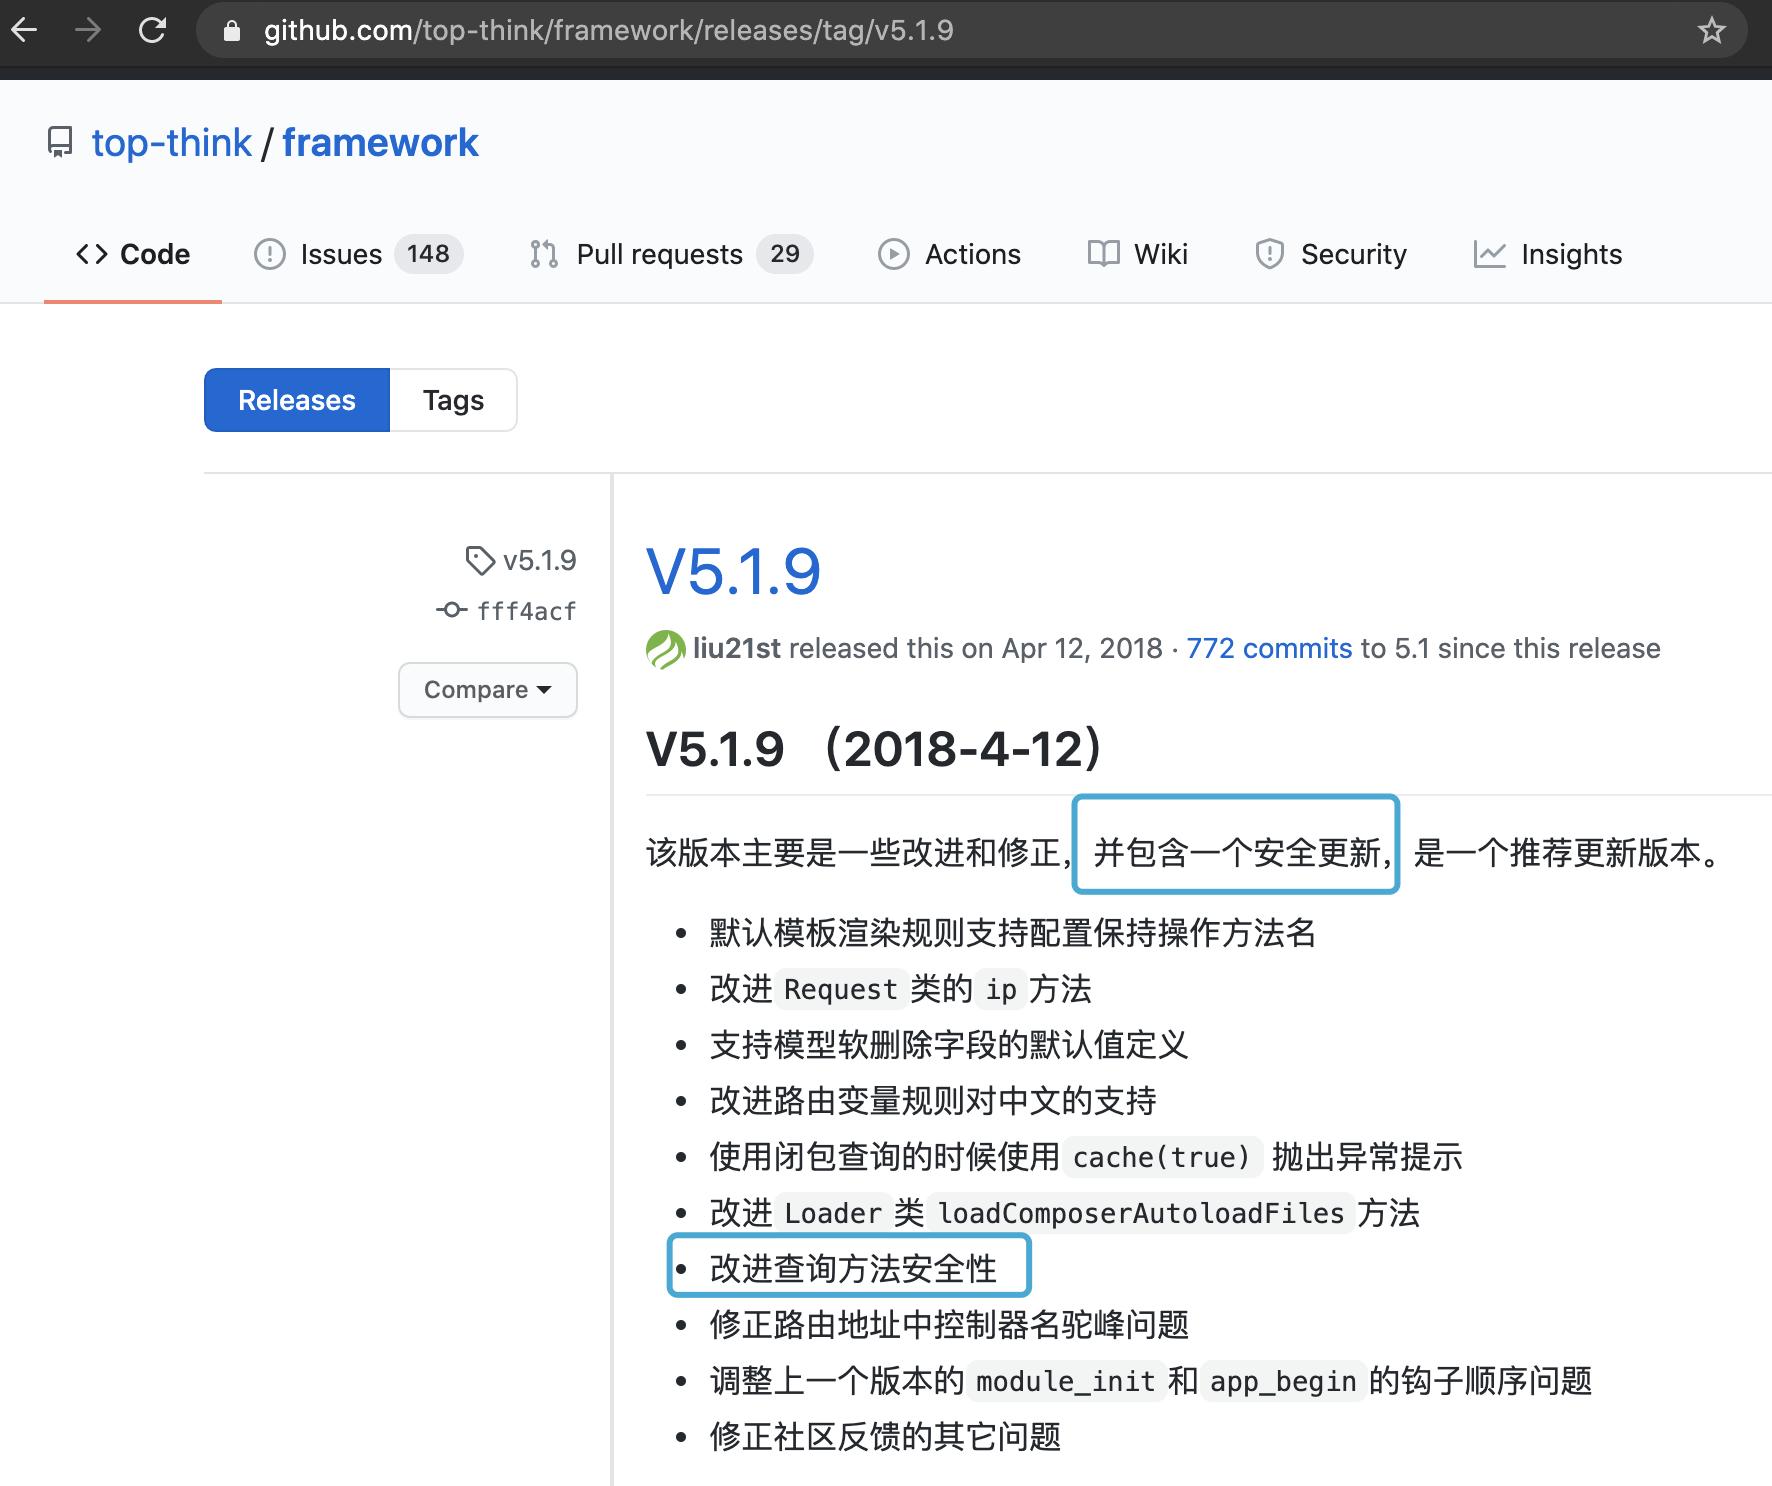 github.com/top-think/framework/releases/tag/v5.1.9
top-think / framework
Code Issues 148 Pull requests 29 Actions Wiki Security Insights
Releases Tags
v5.1.9
fff4acf
Compare
V5.1.9
liu21st released this on Apr 12, 2018 · 772 commits to 5.1 since this release
V5.1.9 （2018-4-12）
该版本主要是一些改进和修正，并包含一个安全更新，是一个推荐更新版本。
• 默认模板渲染规则支持配置保持操作方法名
• 改进 Request 类的 ip 方法
• 支持模型软删除字段的默认值定义
• 改进路由变量规则对中文的支持
• 使用闭包查询的时候使用 cache(true) 抛出异常提示
• 改进 Loader 类 loadComposerAutoloadFiles 方法
• 改进查询方法安全性
• 修正路由地址中控制器名驼峰问题
• 调整上一个版本的 module_init 和 app_begin 的钩子顺序问题
• 修正社区反馈的其它问题